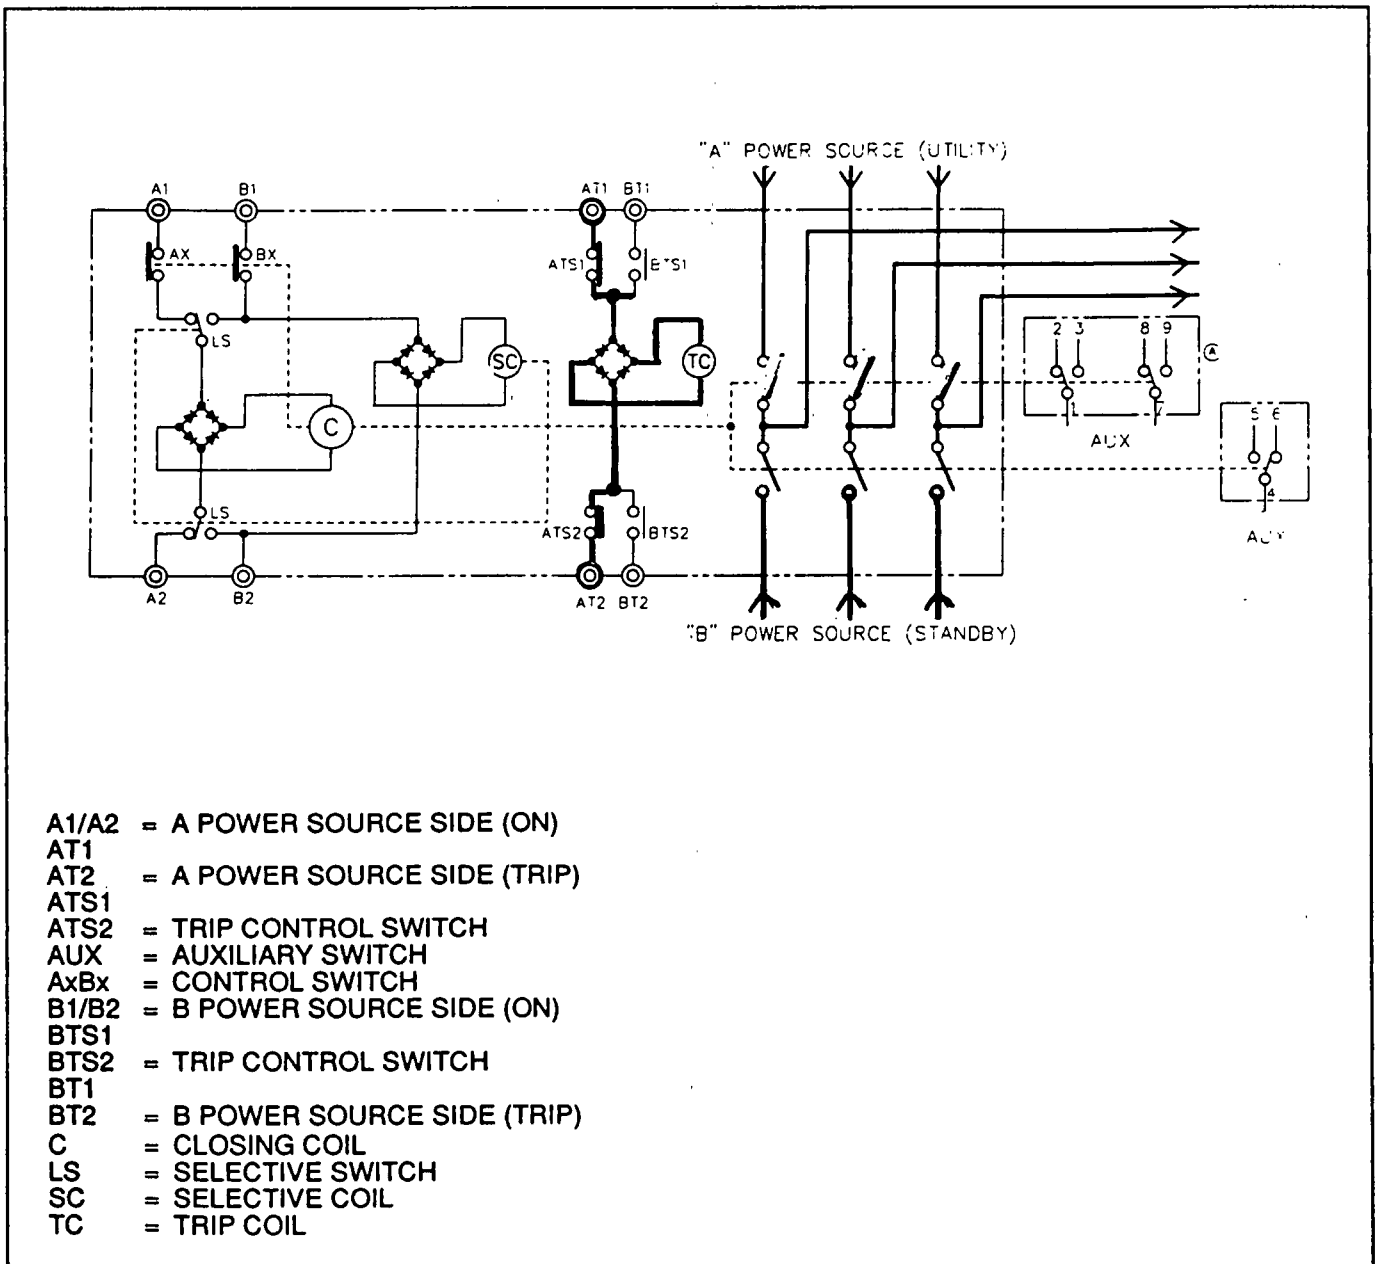 "A" POWER SOURCE (UTILITY)
A1 B1 AT1 BT1
AX BX ATS1 BTS1
LS
SC TC
2 3 8 9 A
1 7
C
AUX
5 6
4
LS
ATS2 BTS2
A2 B2 AT2 BT2
"B" POWER SOURCE (STANDBY)
A1/A2 = A POWER SOURCE SIDE (ON)
AT1
AT2 = A POWER SOURCE SIDE (TRIP)
ATS1
ATS2 = TRIP CONTROL SWITCH
AUX = AUXILIARY SWITCH
AxBx = CONTROL SWITCH
B1/B2 = B POWER SOURCE SIDE (ON)
BTS1
BTS2 = TRIP CONTROL SWITCH
BT1
BT2 = B POWER SOURCE SIDE (TRIP)
C = CLOSING COIL
LS = SELECTIVE SWITCH
SC = SELECTIVE COIL
TC = TRIP COIL